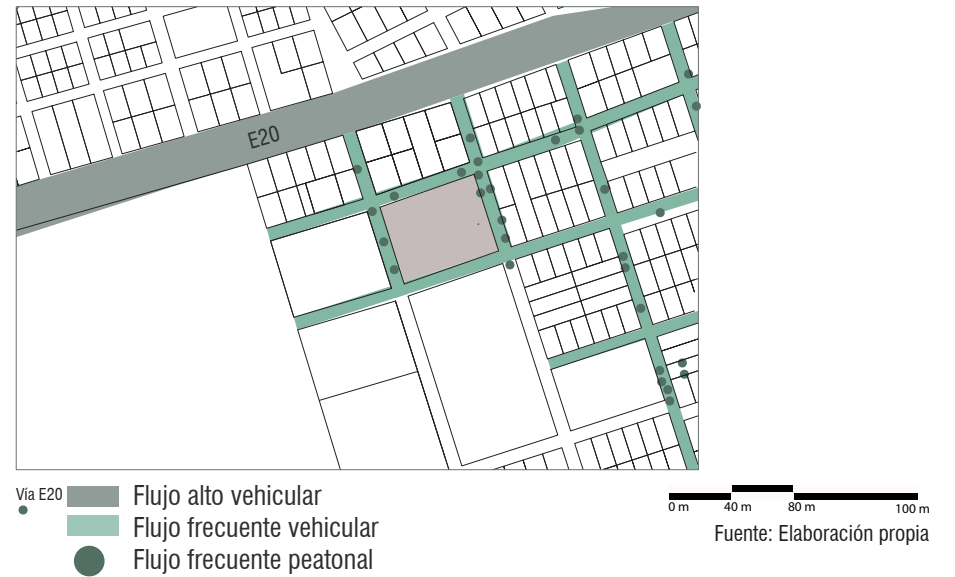 E20
Vía E20
Flujo alto vehicular
Flujo frecuente vehicular
Flujo frecuente peatonal
0 m 40 m 80 m 100 m
Fuente: Elaboración propia